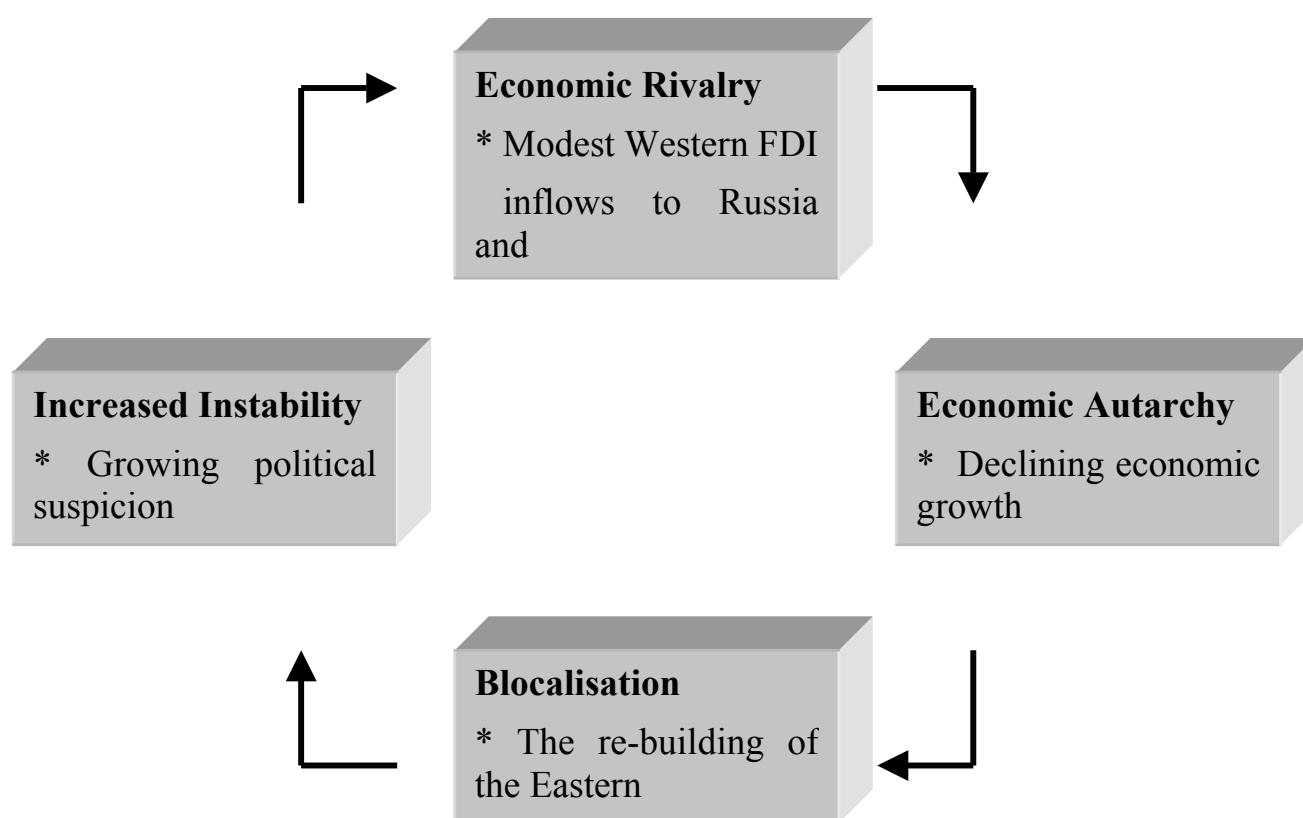 Economic Rivalry
* Modest Western FDI
inflows to Russia
and
Increased Instability
* Growing political
suspicion
Economic Autarchy
* Declining economic
growth
Blocalisation
* The re-building of
the Eastern